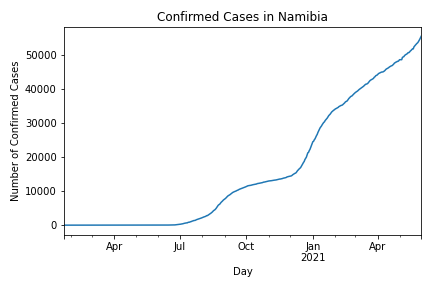 Confirmed Cases in Namibia
Number of Confirmed Cases
50000
40000
30000
20000
10000
0
Apr
Jul
Oct
Jan
2021
Apr
Day